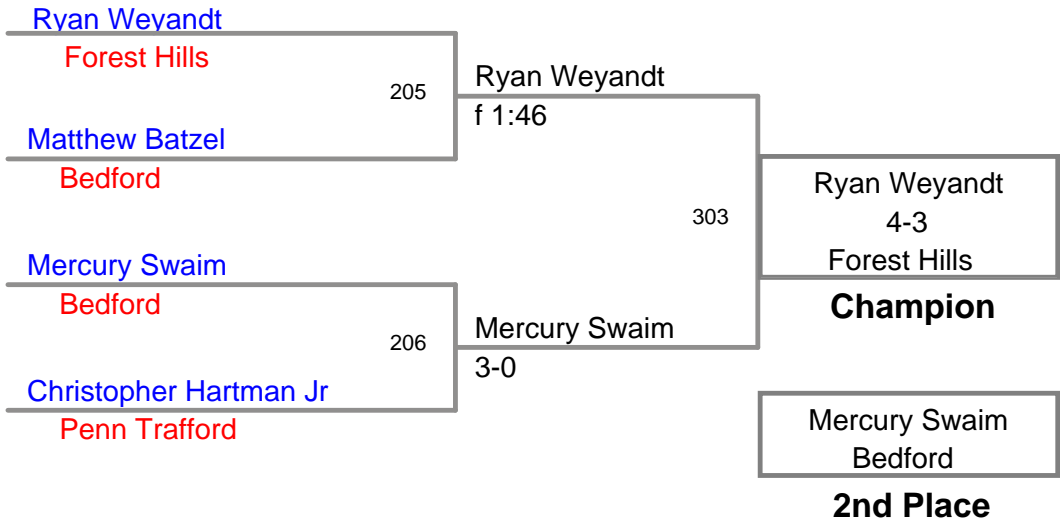 Ryan Weyandt
Forest Hills
205
Matthew Batzel
Bedford
Ryan Weyandt
f 1:46
Mercury Swaim
Bedford
206
Christopher Hartman Jr
Penn Trafford
Mercury Swaim
3-0
303
Ryan Weyandt
4-3
Forest Hills
Champion
Mercury Swaim
Bedford
2nd Place